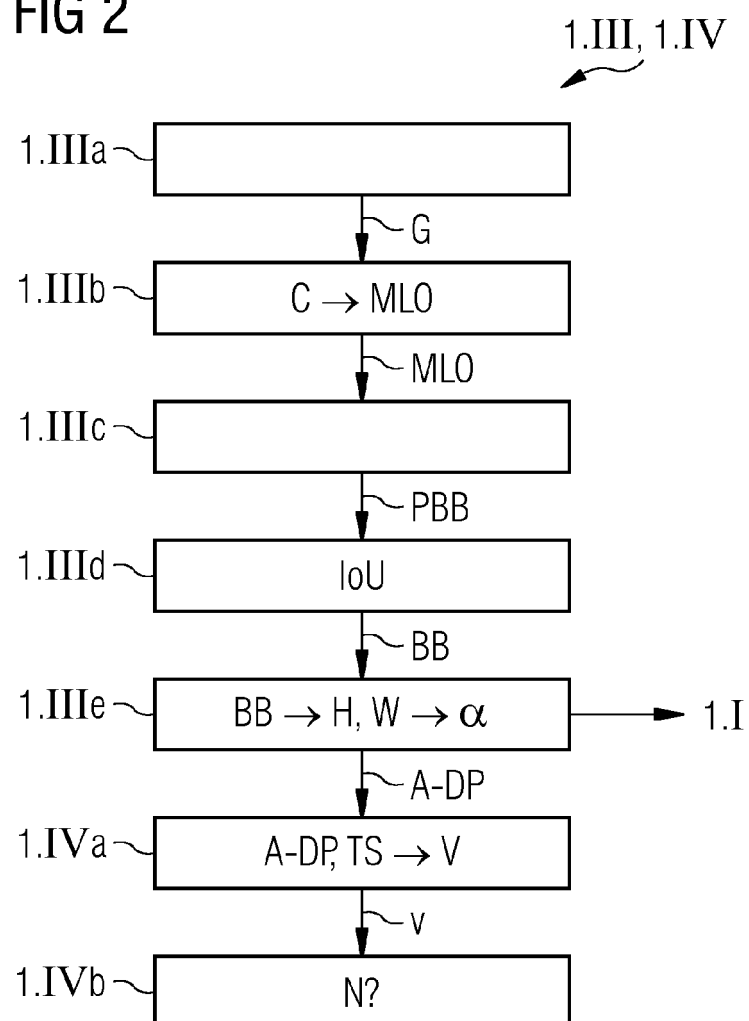 FIG 2
1.III, 1.IV
1.IIIa
G
1.IIIb
C → MLO
MLO
1.IIIc
PBB
1.IIId
IoU
BB
1.IIIe
BB → H, W → α
1.I
A-DP
1.IVa
A-DP, TS → V
v
1.IVb
N?